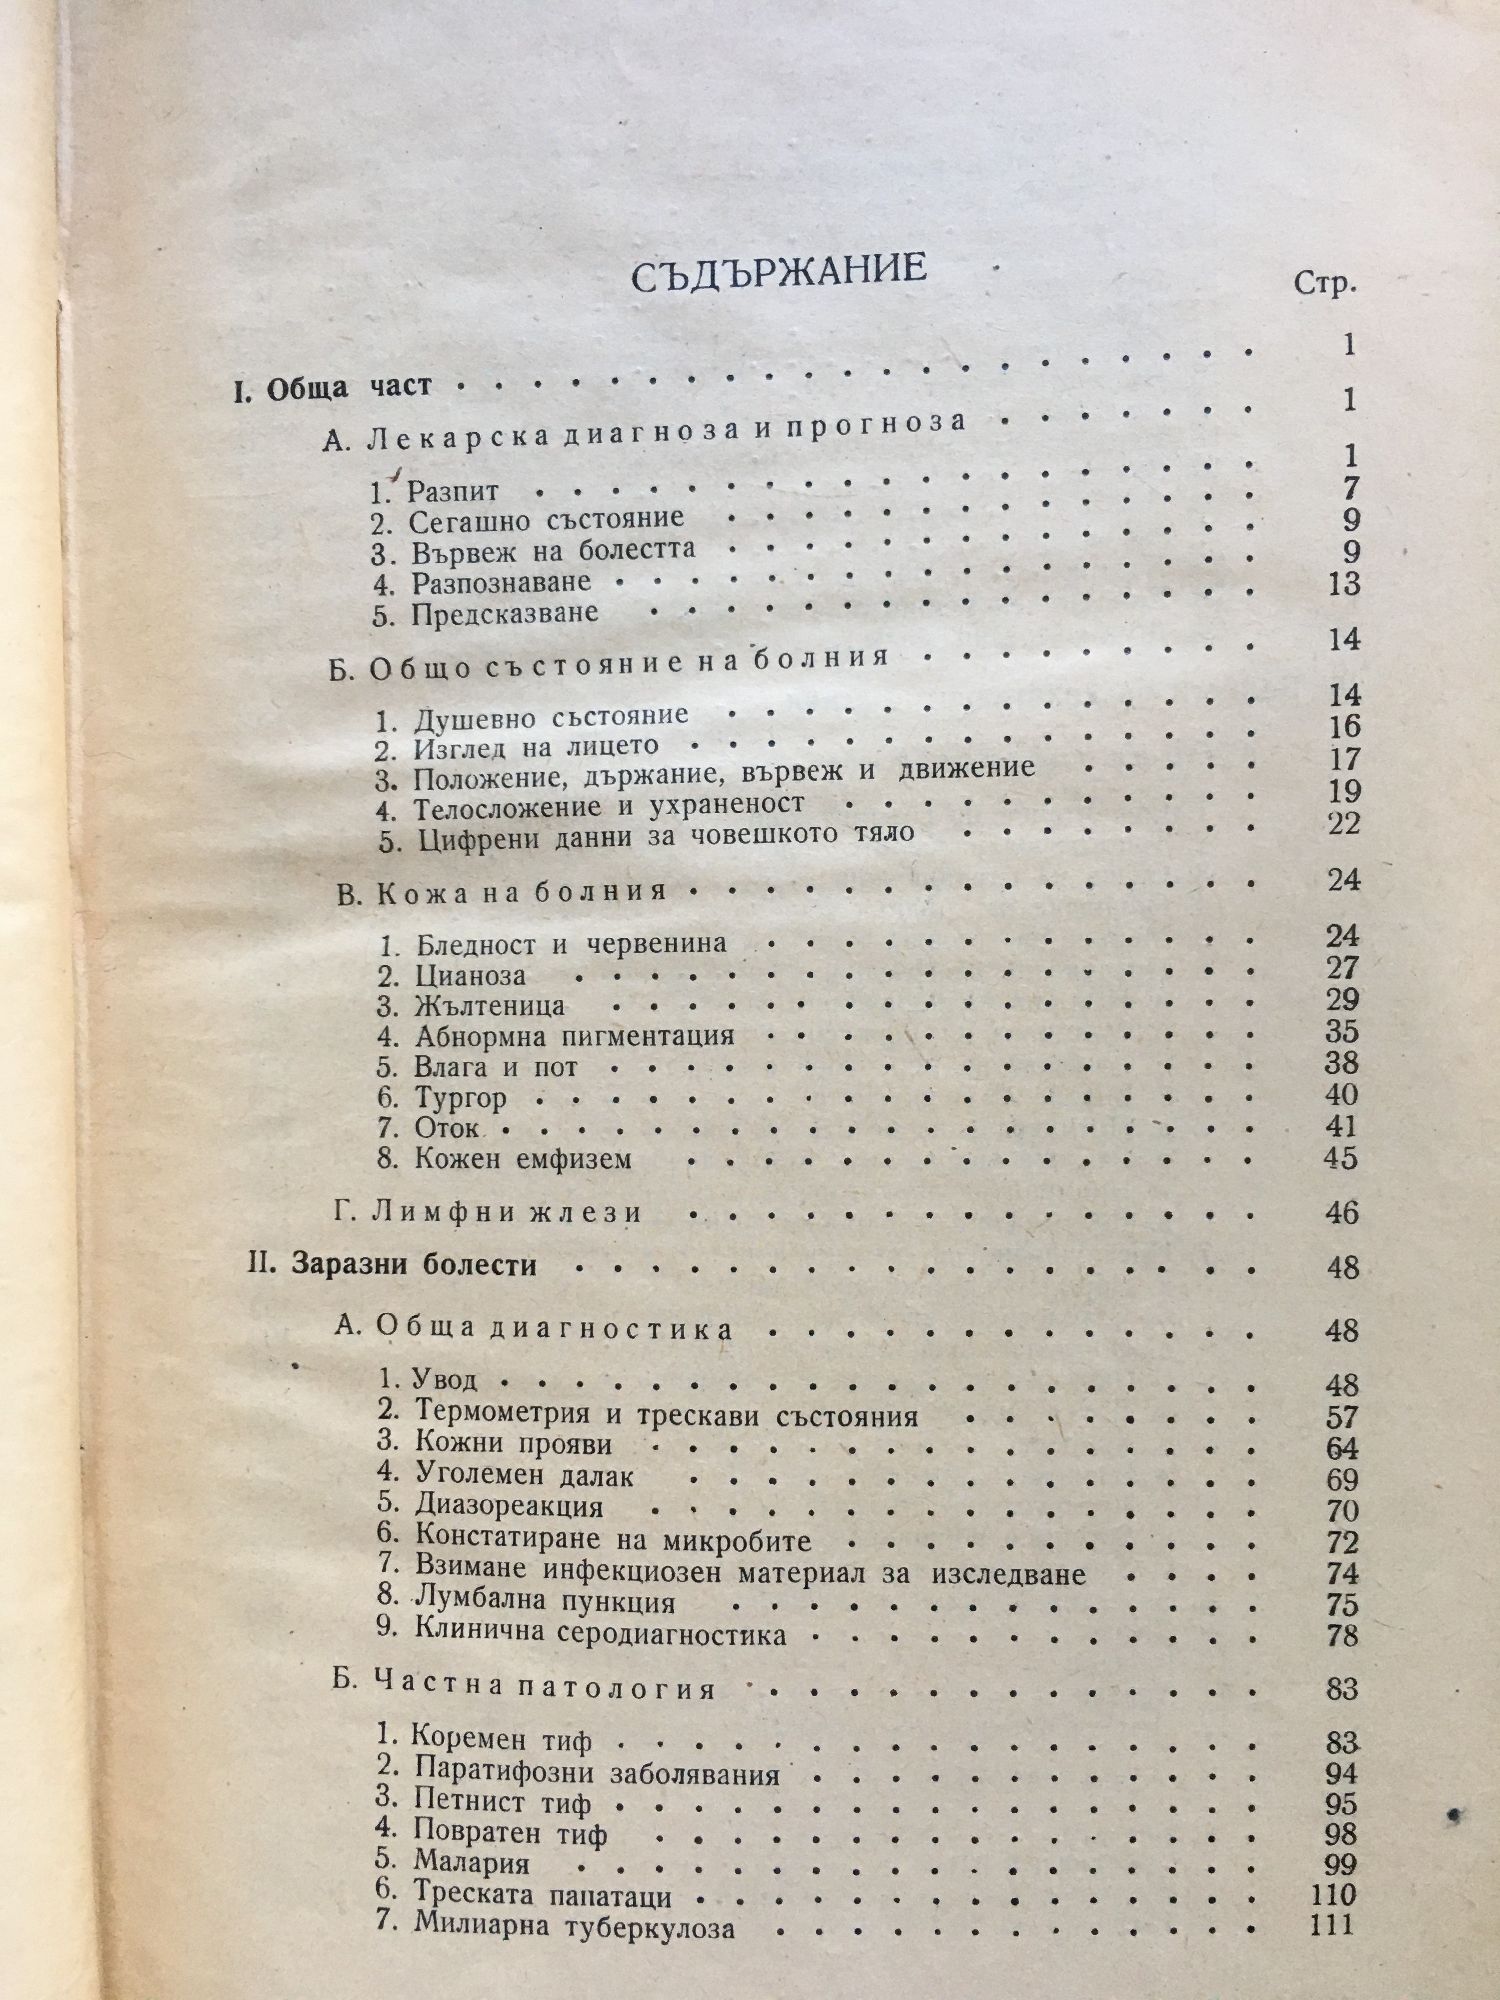 СЪДЪРЖАНИЕ
Стр.
I. Обща част . . . . . . . . . . . . . . . . . . . . . 1
А. Лекарска диагноза и прогноза . . . . . . . 1
1. Разпит . . . . . . . . . . . . . . . . . . . 1
2. Сегашно състояние . . . . . . . . . . . . . . 7
3. Вървеж на болестта . . . . . . . . . . . . . . 9
4. Разпознаване . . . . . . . . . . . . . . . . . 9
5. Предсказване . . . . . . . . . . . . . . . . 13
Б. Общо състояние на болния . . . . . . . . . 14
1. Душевно състояние . . . . . . . . . . . . . . 14
2. Изглед на лицето . . . . . . . . . . . . . . . 16
3. Положение, държание, вървеж и движение . . . . . 17
4. Телосложение и ухраненост . . . . . . . . . . . 19
5. Цифрени данни за човешкото тяло . . . . . . . . 22
В. Кожа на болния . . . . . . . . . . . . . . . 24
1. Бледност и червенина . . . . . . . . . . . . . 24
2. Цианоза . . . . . . . . . . . . . . . . . . 27
3. Жълтеница . . . . . . . . . . . . . . . . . 29
4. Абнормна пигментация . . . . . . . . . . . . . 35
5. Влага и пот . . . . . . . . . . . . . . . . . 38
6. Тургор . . . . . . . . . . . . . . . . . . . 40
7. Оток . . . . . . . . . . . . . . . . . . . . 41
8. Кожен емфизем . . . . . . . . . . . . . . . 45
Г. Лимфни жлези . . . . . . . . . . . . . . . 46
II. Заразни болести . . . . . . . . . . . . . . . . . . 48
А. Обща диагностика . . . . . . . . . . . . . 48
1. Увод . . . . . . . . . . . . . . . . . . . . 48
2. Термометрия и трескави състояния . . . . . . . . 57
3. Кожни прояви . . . . . . . . . . . . . . . . 64
4. Уголемен далак . . . . . . . . . . . . . . . 69
5. Диазореакция . . . . . . . . . . . . . . . . 70
6. Констатиране на микробите . . . . . . . . . . . 72
7. Взимане инфекциозен материал за изследване . . . . 74
8. Лумбална пункция . . . . . . . . . . . . . . 75
9. Клинична серодиагностика . . . . . . . . . . . . 78
Б. Частна патология . . . . . . . . . . . . . 83
1. Коремен тиф . . . . . . . . . . . . . . . . . 83
2. Паратифозни заболявания . . . . . . . . . . . . 94
3. Петнист тиф . . . . . . . . . . . . . . . . . 95
4. Повратен тиф . . . . . . . . . . . . . . . . 98
5. Малария . . . . . . . . . . . . . . . . . . 99
6. Треската папатаци . . . . . . . . . . . . . . . 110
7. Милиарна туберкулоза . . . . . . . . . . . . . 111